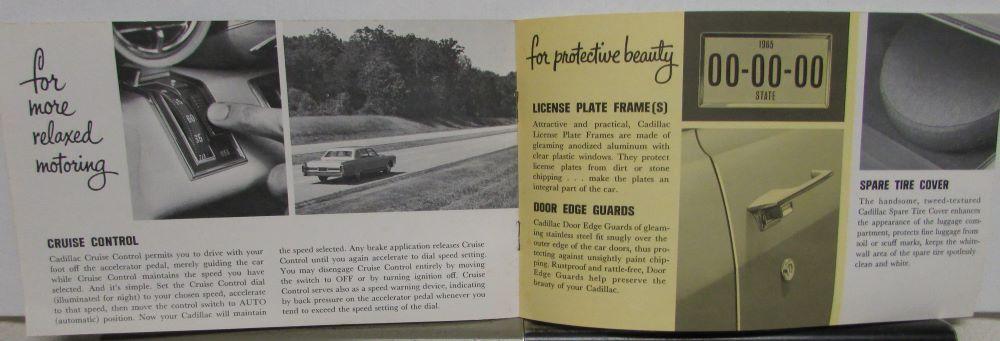 for
more
relaxed
motoring
CRUISE CONTROL
Cadillac Cruise Control permits you to drive with your
foot off the accelerator pedal, merely guiding the car
while Cruise Control maintains the speed you have
selected. And it's simple. Set the Cruise Control dial
(illuminated for night) to your chosen speed, accelerate
to that speed, then move the control switch to AUTO
(automatic) position. Now your Cadillac will maintain
the speed selected. Any brake application releases Cruise
Control until you again accelerate to dial speed setting.
You may disengage Cruise Control entirely by moving
the switch to OFF or by turning ignition off. Cruise
Control serves also as a speed warning device, indicating
by back pressure on the accelerator pedal whenever you
tend to exceed the speed setting of the dial.
for protective beauty
LICENSE PLATE FRAME(S)
Attractive and practical, Cadillac
License Plate Frames are made of
gleaming anodized aluminum with
clear plastic windows. They protect
license plates from dirt or stone
chipping . . . make the plates an
integral part of the car.
DOOR EDGE GUARDS
Cadillac Door Edge Guards of gleam-
ing stainless steel fit snugly over the
outer edge of the car doors, thus pro-
tecting against unsightly paint chip-
ping. Rustproof and rattle-free, Door
Edge Guards help preserve the
beauty of your Cadillac.
1965
00-00-00
STATE
SPARE TIRE COVER
The handsome, tweed-textured
Cadillac Spare Tire Cover enhances
the appearance of the luggage com-
partment, protects fine luggage from
soil or scuff marks, keeps the white-
wall area of the spare tire spotlessly
clean and white.